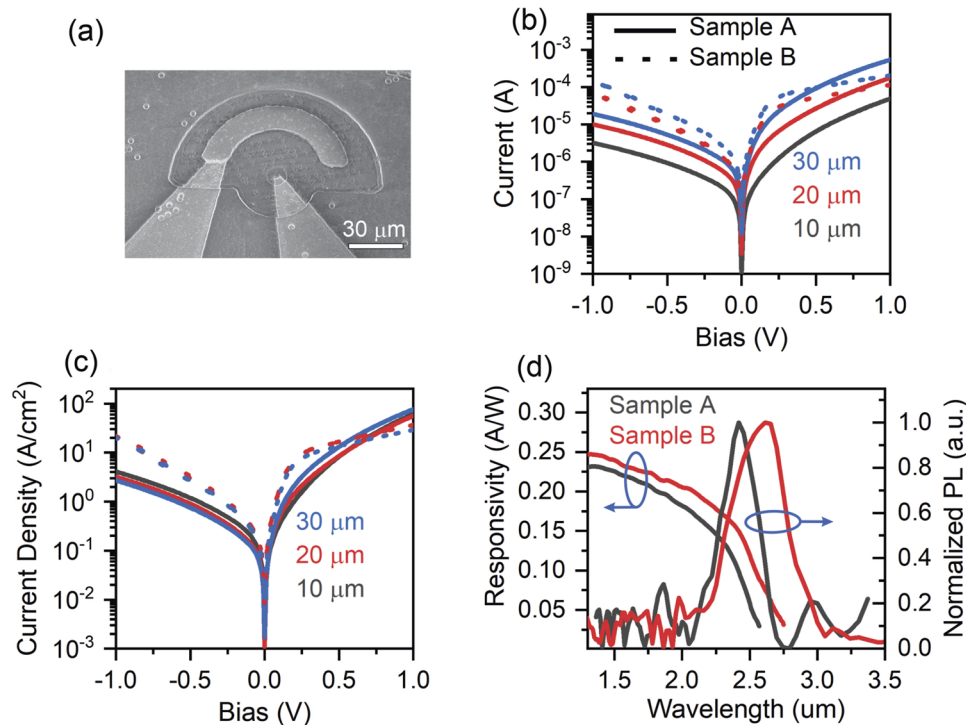 (a)
30 μm
(b)
Sample A
Sample B
Current (A)
10⁻³
10⁻⁴
10⁻⁵
10⁻⁶
10⁻⁷
10⁻⁸
10⁻⁹
30 μm
20 μm
10 μm
-1.0 -0.5 0.0 0.5 1.0
Bias (V)
(c)
Current Density (A/cm²)
10²
10¹
10⁰
10⁻¹
10⁻²
10⁻³
30 μm
20 μm
10 μm
-1.0 -0.5 0.0 0.5 1.0
Bias (V)
(d)
Responsivity (A/W)
0.30
0.25
0.20
0.15
0.10
0.05
Sample A
Sample B
1.0
0.8
0.6
0.4
0.2
0.0
Normalized PL (a.u.)
1.5 2.0 2.5 3.0 3.5
Wavelength (um)